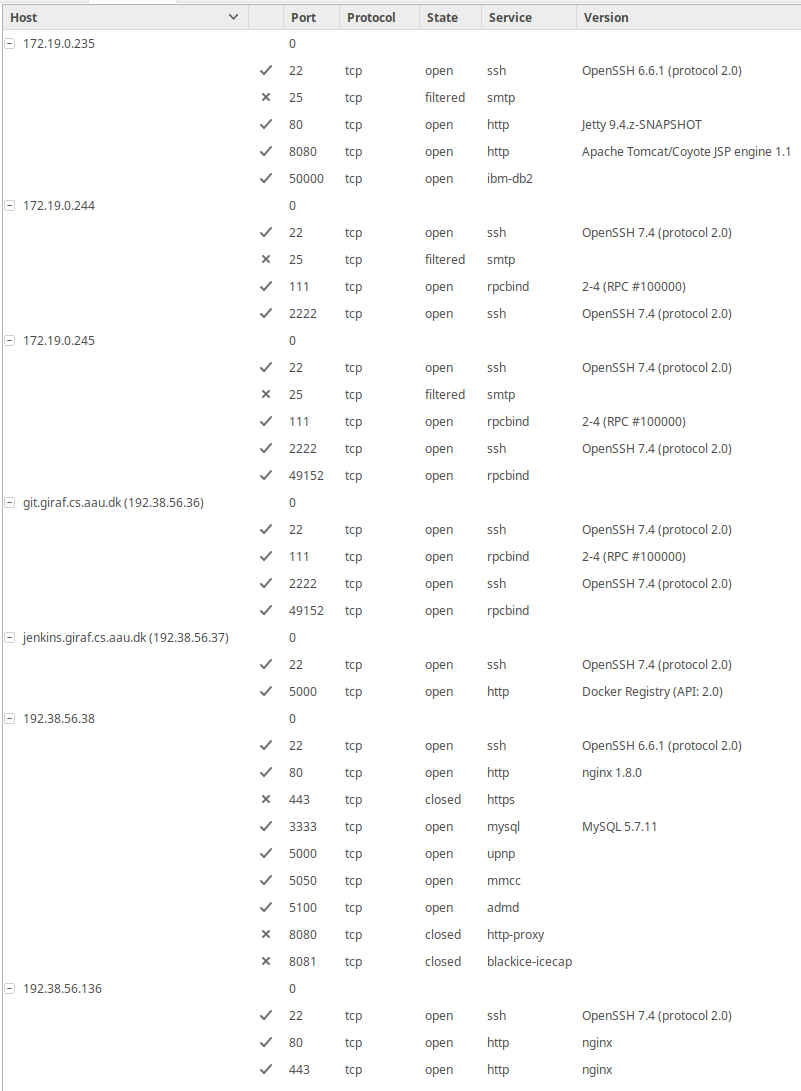 Host Port Protocol State Service Version
172.19.0.235 0
22 tcp open ssh OpenSSH 6.6.1 (protocol 2.0)
25 tcp filtered smtp
80 tcp open http Jetty 9.4.z-SNAPSHOT
8080 tcp open http Apache Tomcat/Coyote JSP engine 1.1
50000 tcp open ibm-db2
172.19.0.244 0
22 tcp open ssh OpenSSH 7.4 (protocol 2.0)
25 tcp filtered smtp
111 tcp open rpcbind 2-4 (RPC #100000)
2222 tcp open ssh OpenSSH 7.4 (protocol 2.0)
172.19.0.245 0
22 tcp open ssh OpenSSH 7.4 (protocol 2.0)
25 tcp filtered smtp
111 tcp open rpcbind 2-4 (RPC #100000)
2222 tcp open ssh OpenSSH 7.4 (protocol 2.0)
49152 tcp open rpcbind
git.giraf.cs.aau.dk (192.38.56.36) 0
22 tcp open ssh OpenSSH 7.4 (protocol 2.0)
111 tcp open rpcbind 2-4 (RPC #100000)
2222 tcp open ssh OpenSSH 7.4 (protocol 2.0)
49152 tcp open rpcbind
jenkins.giraf.cs.aau.dk (192.38.56.37) 0
22 tcp open ssh OpenSSH 7.4 (protocol 2.0)
5000 tcp open http Docker Registry (API: 2.0)
192.38.56.38 0
22 tcp open ssh OpenSSH 6.6.1 (protocol 2.0)
80 tcp open http nginx 1.8.0
443 tcp closed https
3333 tcp open mysql MySQL 5.7.11
5000 tcp open upnp
5050 tcp open mmcc
5100 tcp open admd
8080 tcp closed http-proxy
8081 tcp closed blackice-icecap
192.38.56.136 0
22 tcp open ssh OpenSSH 7.4 (protocol 2.0)
80 tcp open http nginx
443 tcp open http nginx